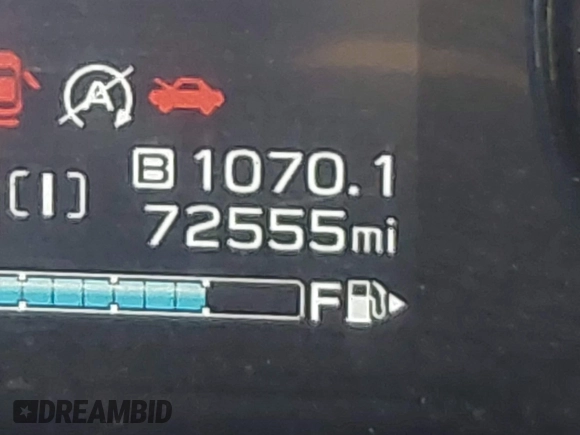 A
B 1070.1
[I]
72555mi
F
DREAMBID